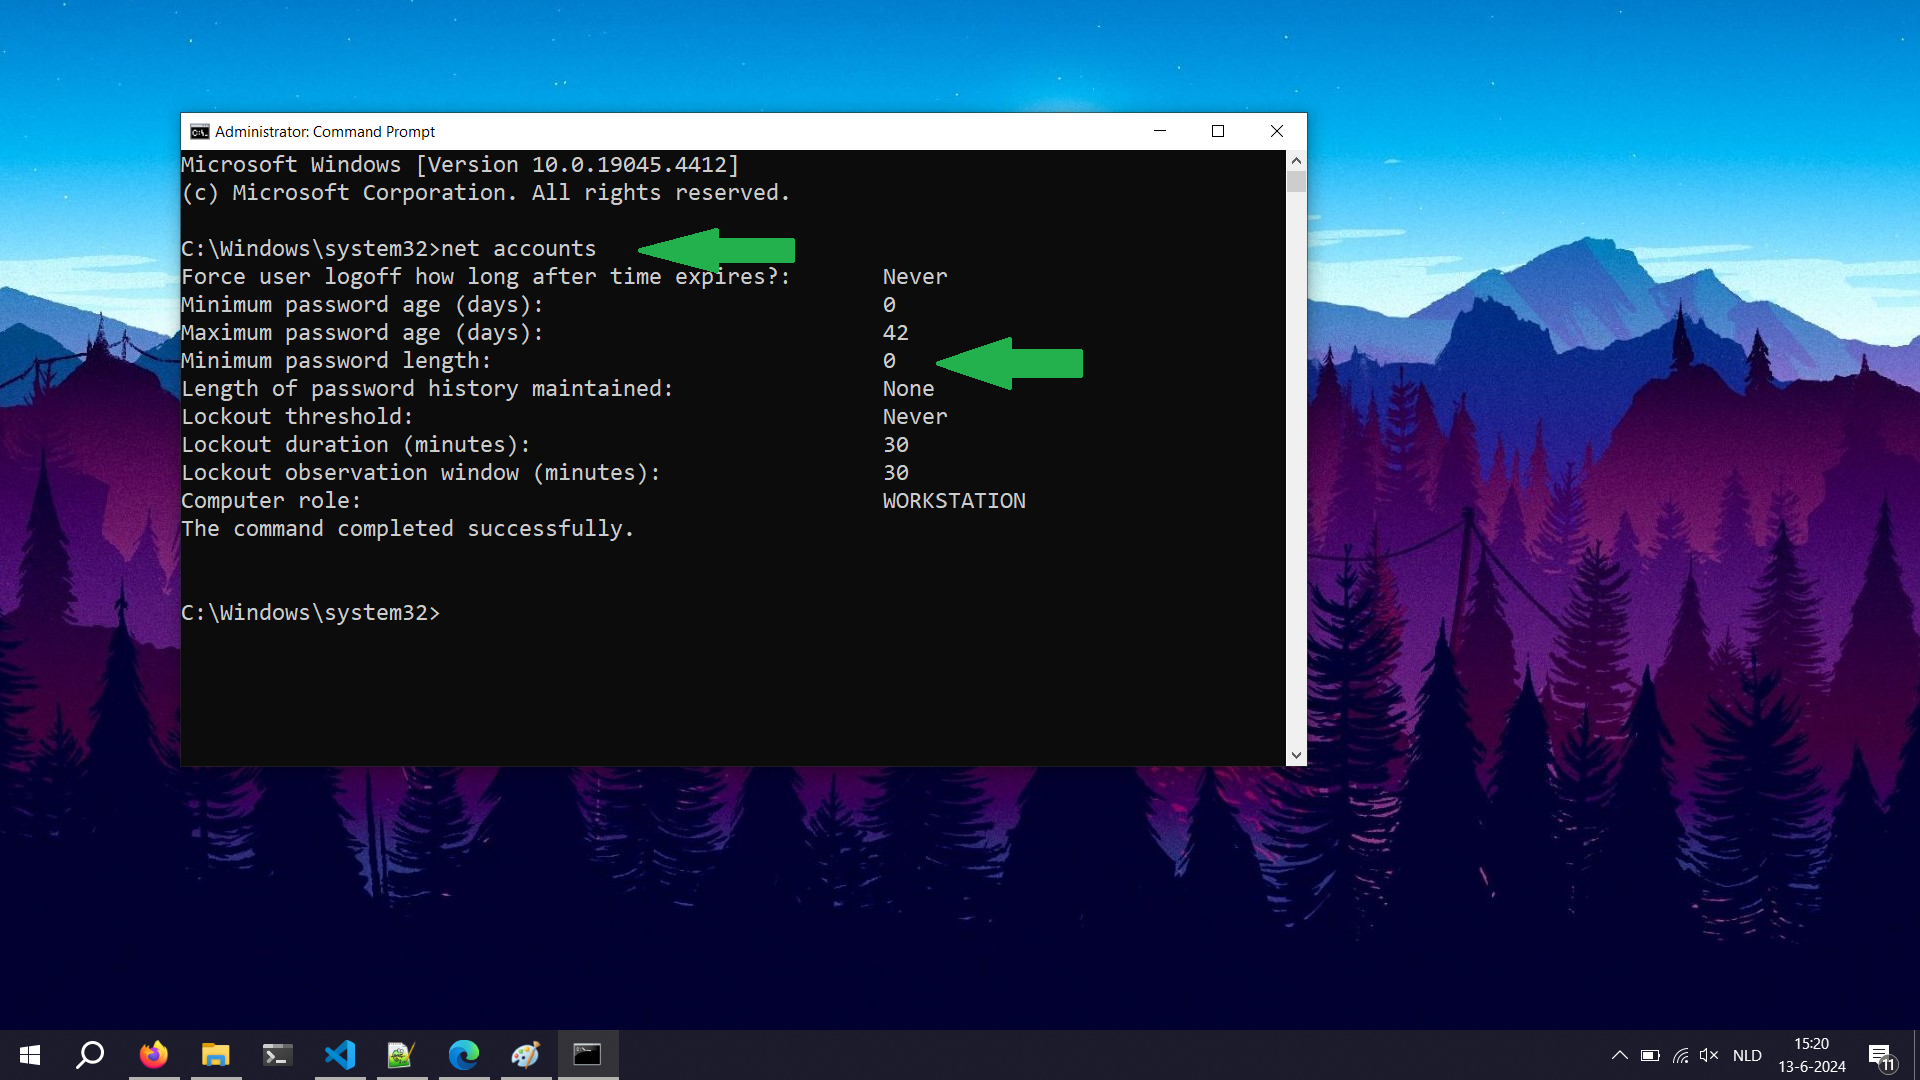 Administrator: Command Prompt
Microsoft Windows [Version 10.0.19045.4412]
(c) Microsoft Corporation. All rights reserved.
C:\Windows\system32>net accounts
Force user logoff how long after time expires?: Never
Minimum password age (days): 0
Maximum password age (days): 42
Minimum password length: 0
Length of password history maintained: None
Lockout threshold: Never
Lockout duration (minutes): 30
Lockout observation window (minutes): 30
Computer role: WORKSTATION
The command completed successfully.
C:\Windows\system32>
NLD
15:20
13-6-2024
11